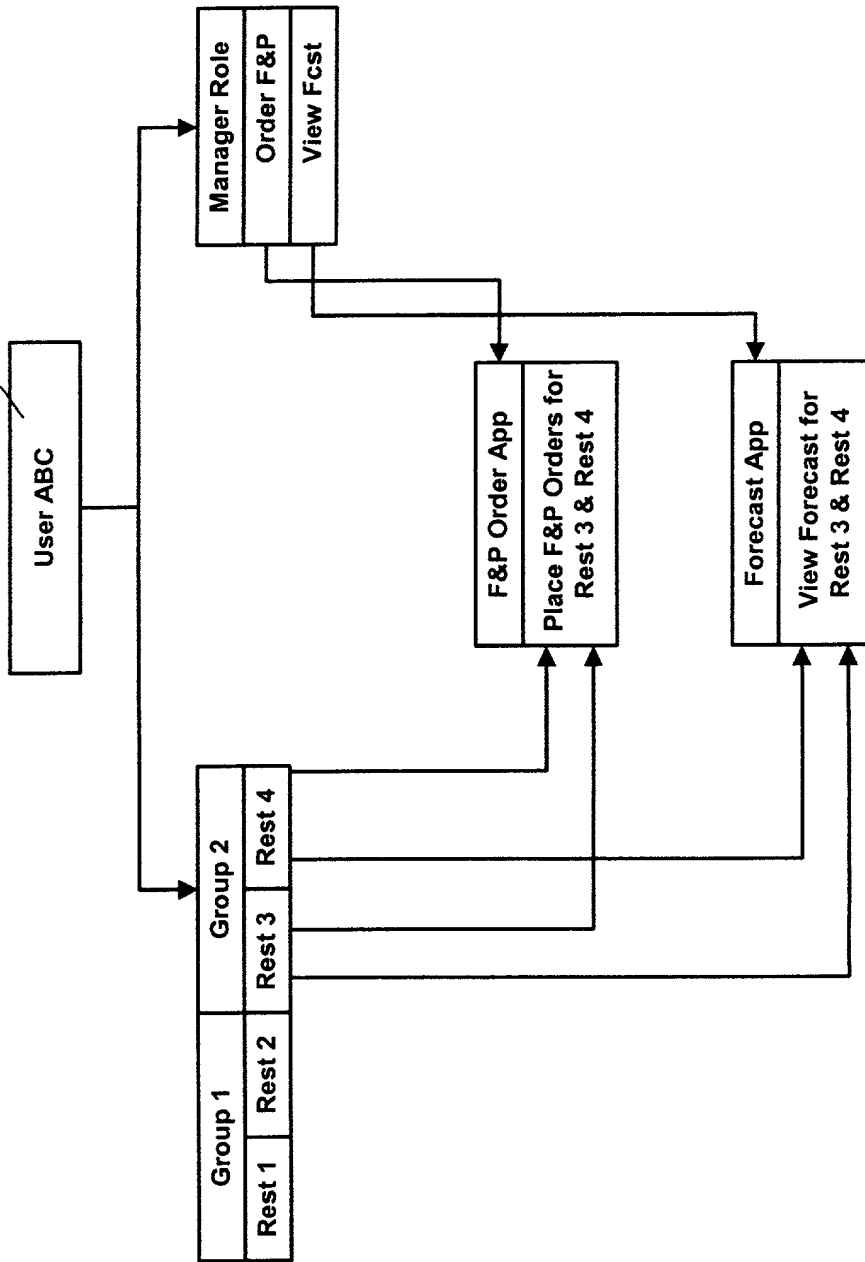 User ABC
Group 1
Group 2
Rest 1
Rest 2
Rest 3
Rest 4
Manager Role
Order F&P
View Fcst
F&P Order App
Place F&P Orders for
Rest 3 & Rest 4
Forecast App
View Forecast for
Rest 3 & Rest 4